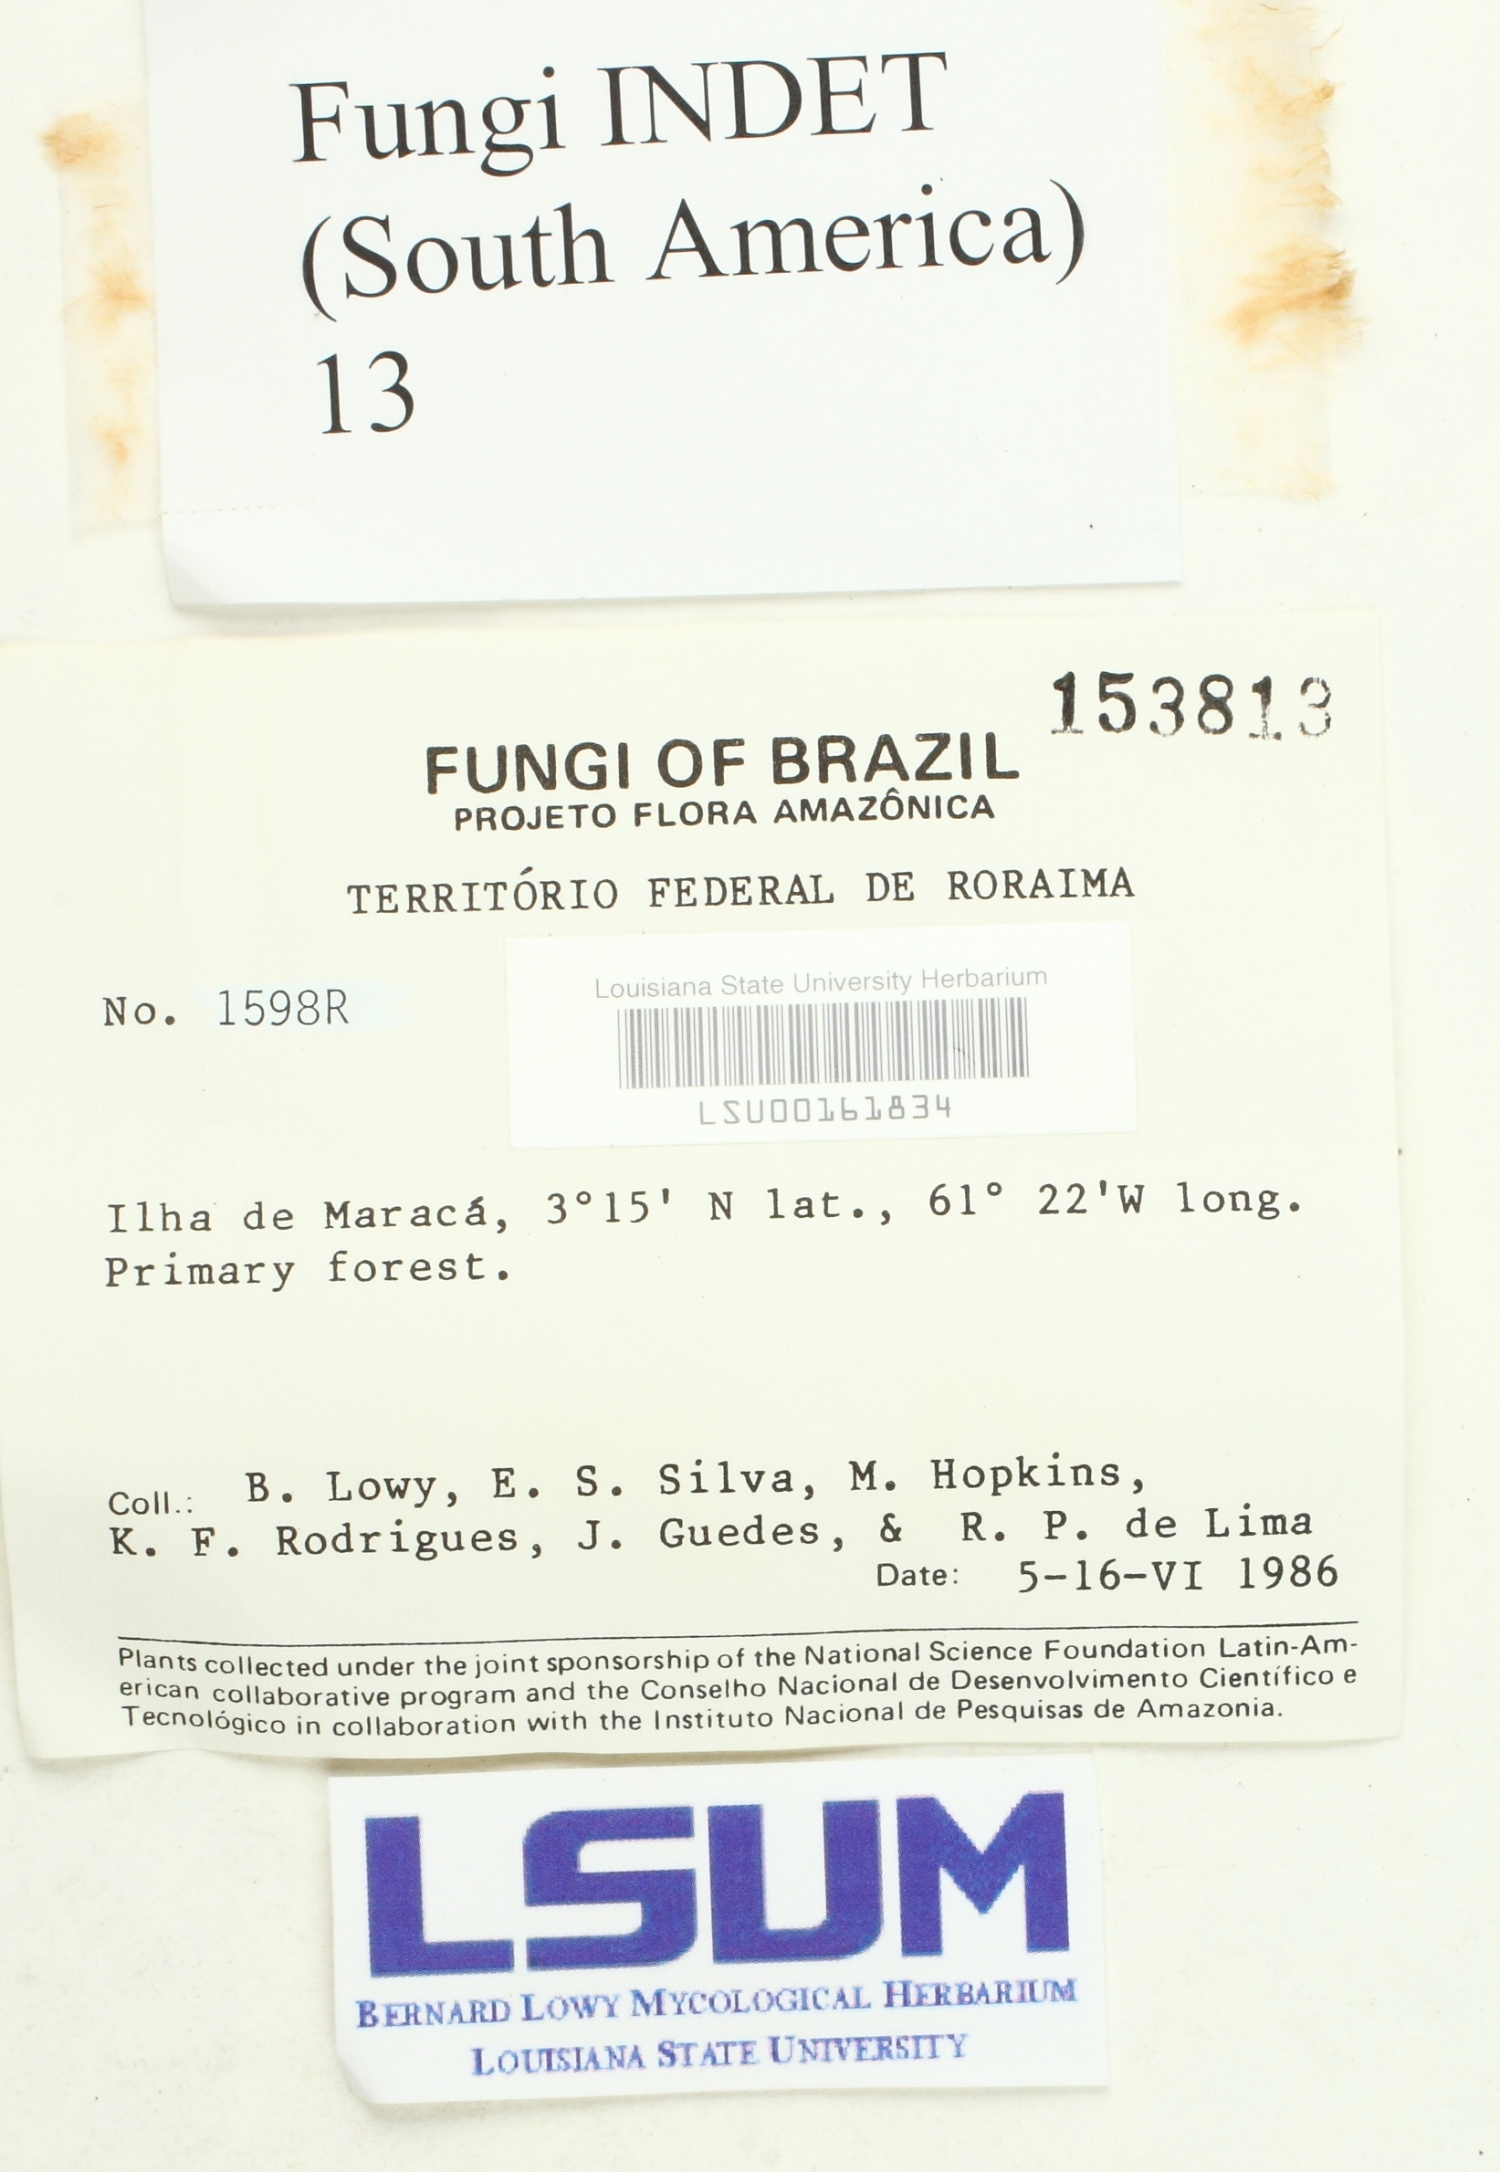 Fungi INDET
(South America)
13
153813
FUNGI OF BRAZIL
PROJETO FLORA AMAZÔNICA
TERRITÓRIO FEDERAL DE RORAIMA
No. 1598R
Louisiana State University Herbarium
LSU00161834
Ilha de Maracá, 3°15' N lat., 61° 22'W long.
Primary forest.
Coll.: B. Lowy, E. S. Silva, M. Hopkins,
K. F. Rodrigues, J. Guedes, & R. P. de Lima
Date: 5-16-VI 1986
Plants collected under the joint sponsorship of the National Science Foundation Latin-Am-
erican collaborative program and the Conselho Nacional de Desenvolvimento Científico e
Tecnológico in collaboration with the Instituto Nacional de Pesquisas de Amazonia.
LSUM
BERNARD LOWY MYCOLOGICAL HERBARIUM
LOUISIANA STATE UNIVERSITY